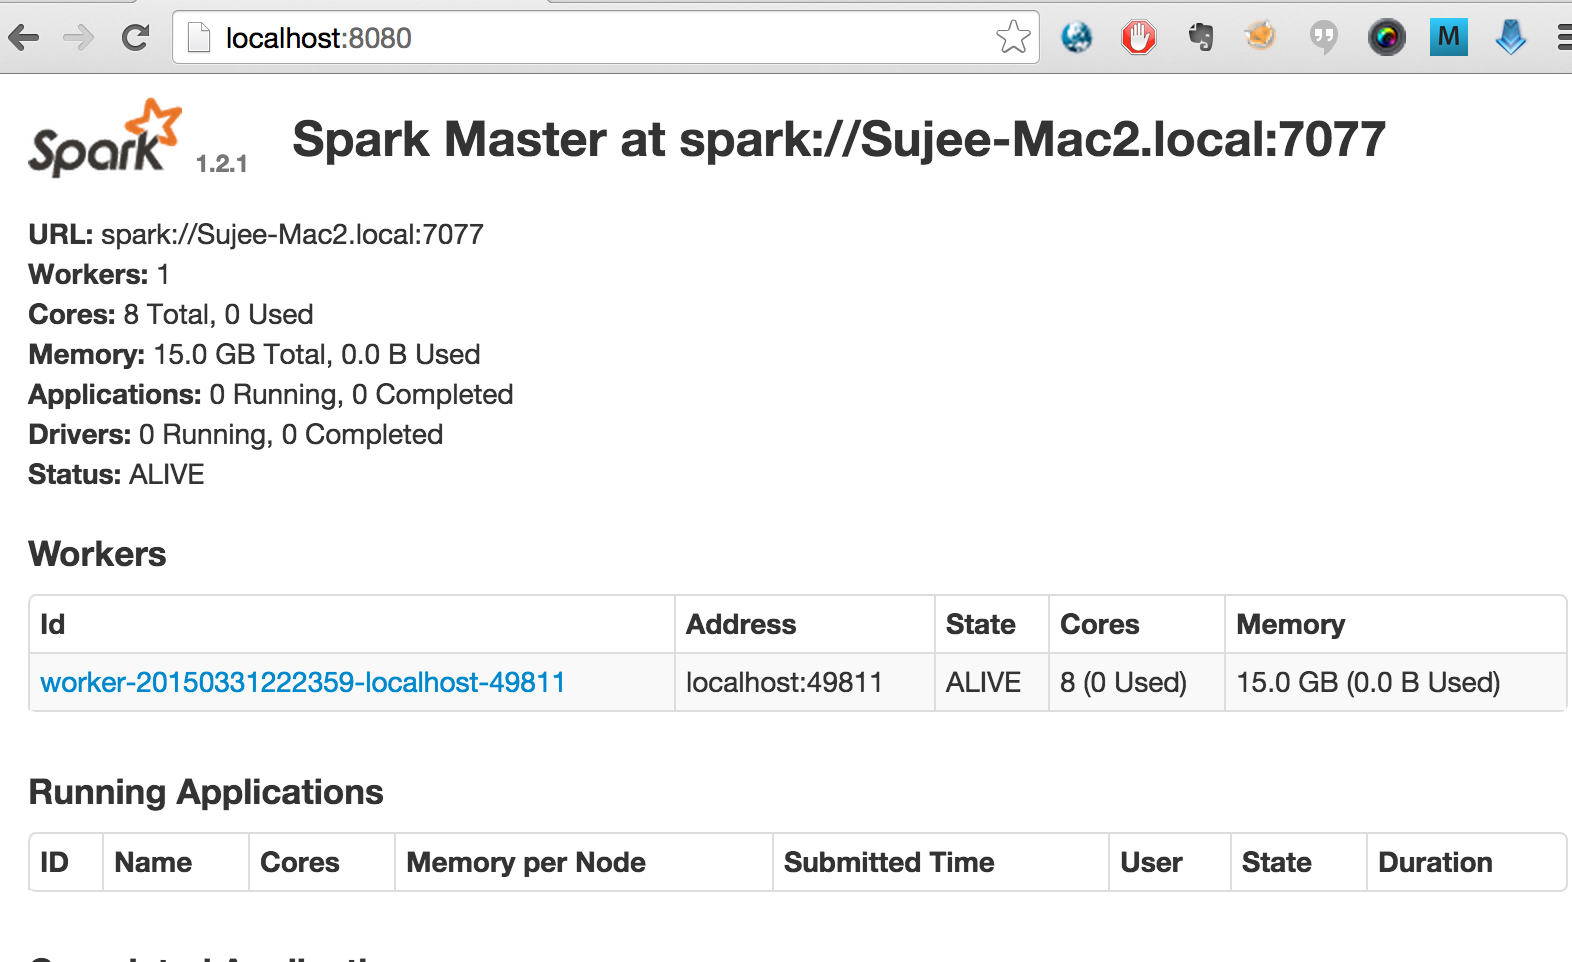 localhost:8080
Spark 1.2.1 Spark Master at spark://Sujee-Mac2.local:7077
URL: spark://Sujee-Mac2.local:7077
Workers: 1
Cores: 8 Total, 0 Used
Memory: 15.0 GB Total, 0.0 B Used
Applications: 0 Running, 0 Completed
Drivers: 0 Running, 0 Completed
Status: ALIVE
Workers
Id Address State Cores Memory
worker-20150331222359-localhost-49811 localhost:49811 ALIVE 8 (0 Used) 15.0 GB (0.0 B Used)
Running Applications
ID Name Cores Memory per Node Submitted Time User State Duration